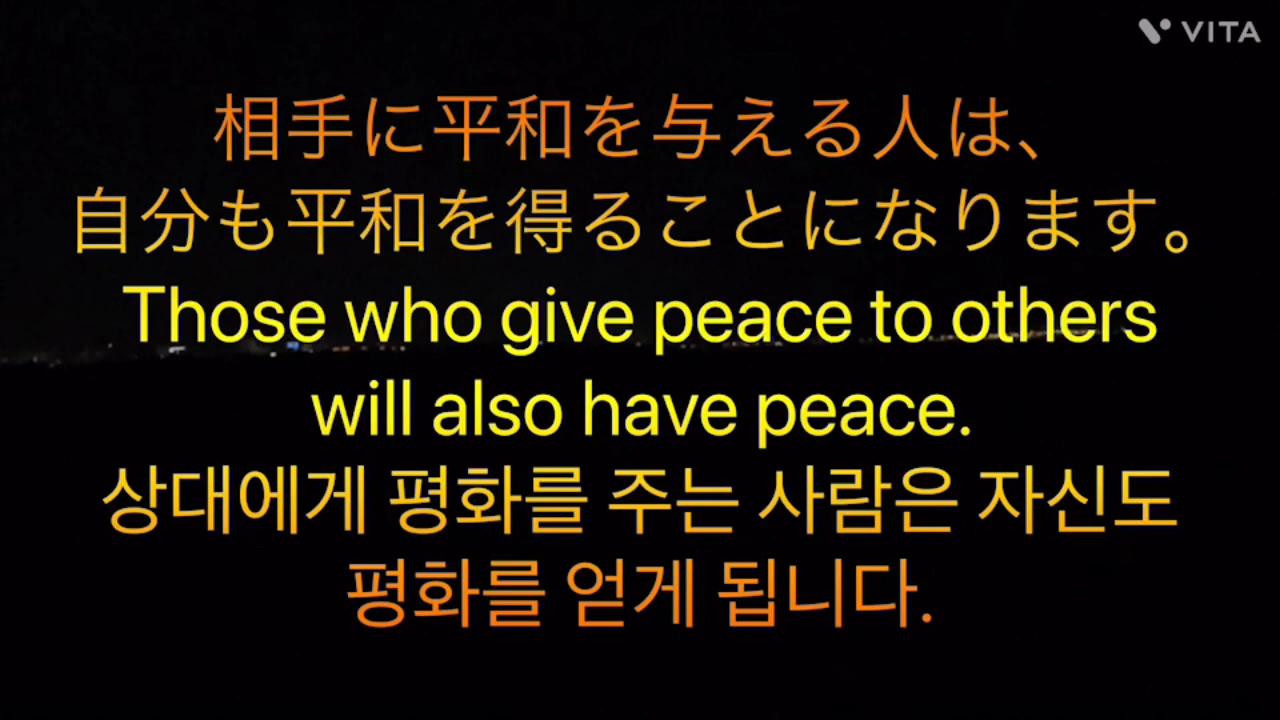 VITA
相手に平和を与える人は、
自分も平和を得ることになります。
Those who give peace to others
will also have peace.
상대에게 평화를 주는 사람은 자신도
평화를 얻게 됩니다.